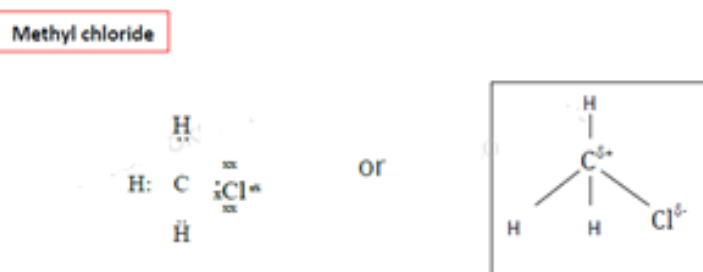 Methyl chloride
H
H: C :Cl
H
or
H
C δ+
H H Cl δ-